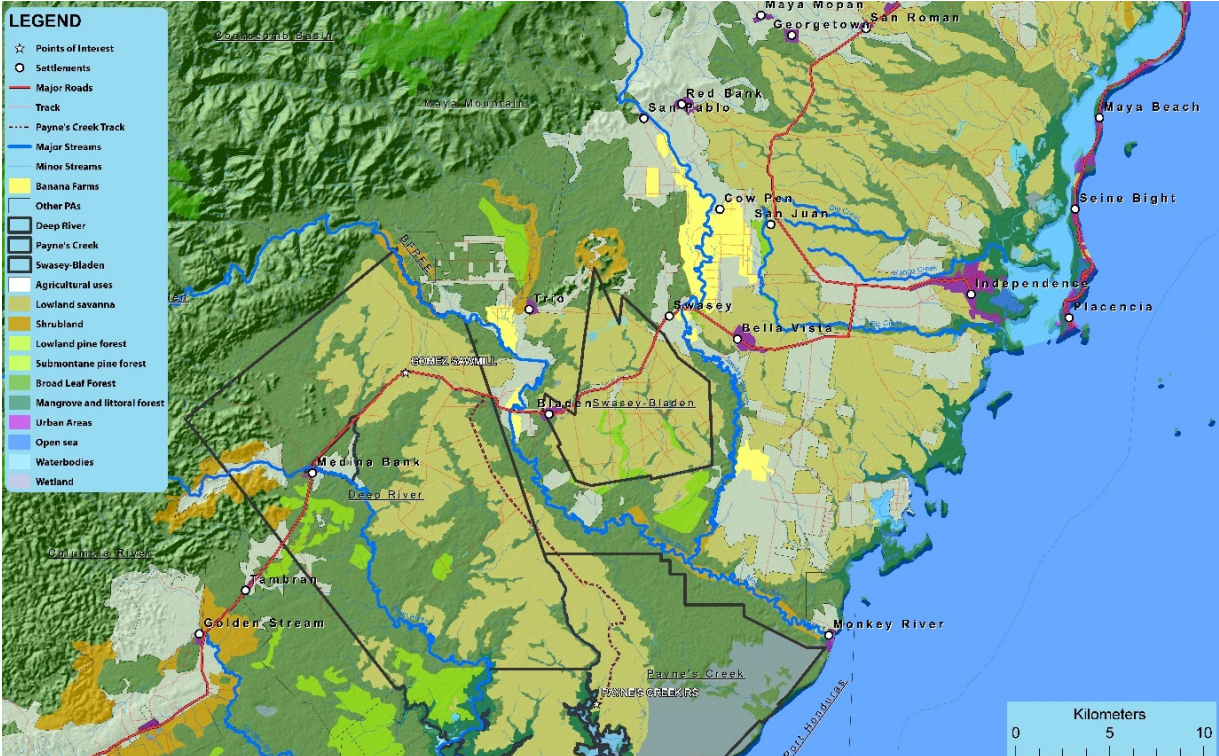 LEGEND
Points of Interest
Settlements
Major Roads
Track
Payne's Creek Track
Major Streams
Minor Streams
Banana Farms
Other PAs
Deep River
Payne's Creek
Swasey-Bladen
Agricultural uses
Lowland savanna
Shrubland
Lowland pine forest
Submontane pine forest
Broad Leaf Forest
Mangrove and littoral forest
Urban Areas
Open sea
Waterbodies
Wetland
Cockscomb Basin
Maya Mopan
Georgetown
San Roman
Maya Mountain
Red Bank
San Pablo
Maya Beach
Cow Pen
San Juan
Seine Bight
BFREE
Trio
Swasey
Independence
Placencia
Bella Vista
GOMEZ SAWMILL
Bladen
Swasey-Bladen
Medina Bank
Deep River
Columbia River
Tambran
Golden Stream
Monkey River
Payne's Creek
PAYNE'S CREEK RS
Port Honduras
Kilometers
0 5 10